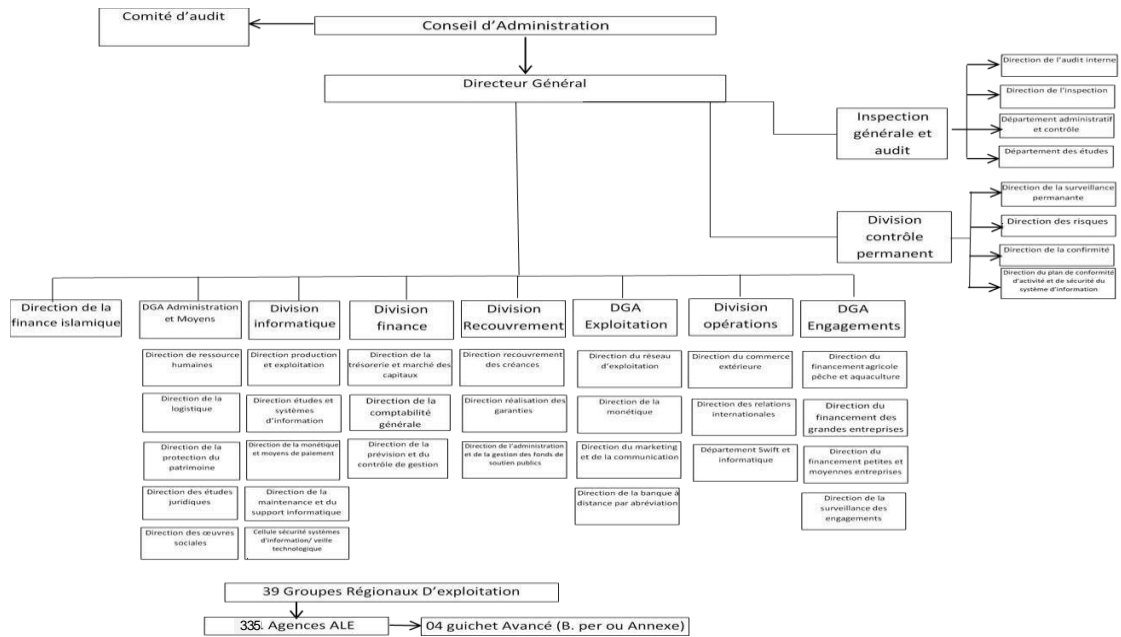 Comité d'audit
Conseil d'Administration
Directeur Général
Inspection
générale et
audit
Direction de l'audit interne
Direction de l'inspection
Département administratif
et contrôle
Département des études
Division
contrôle
permanent
Direction de la surveillance
permanante
Direction des risques
Direction de la confirmité
Direction du plan de conformité
d'activité et de sécurité du
système d'information
Direction de la
finance islamique
DGA Administration
et Moyens
Direction de ressource
humaines
Direction de la
logistique
Direction de la
protection du
patrimoine
Direction des études
juridiques
Direction des œuvres
sociales
Division
informatique
Direction production
et exploitation
Direction études et
systèmes
d'information
Direction de la monétique
et moyens de paiement
Direction de la
maintenance et du
support informatique
Cellule sécurité systèmes
d'information/ veille
technologique
Division
finance
Direction de la
trésorerie et marché des
capitaux
Direction de la
comptabilité
générale
Direction de la
prévision et du
contrôle de gestion
Division
Recouvrement
Direction recouvrement
des créances
Direction réalisation des
garanties
Direction de l'administration
et de la gestion des fonds de
soutien publics
DGA
Exploitation
Direction du réseau
d'exploitation
Direction de la
monétique
Direction du marketing
et de la communication
Direction de la banque à
distance par abréviation
Division
opérations
Direction du commerce
extérieure
Direction des relations
internationales
Département Swift et
informatique
DGA
Engagements
Direction du
financement agricole
pêche et aquaculture
Direction du
financement des
grandes entreprises
Direction du
financement petites et
moyennes entreprises
Direction de la
surveillance des
engagements
39 Groupes Régionaux D'exploitation
335 Agences ALE
04 guichet Avancé (B. per ou Annexe)